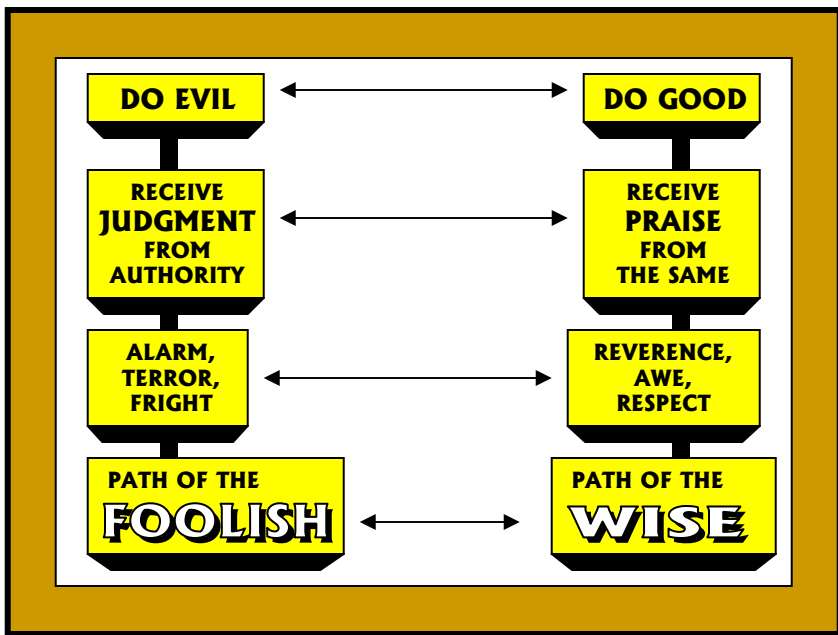 DO EVIL
DO GOOD
RECEIVE
JUDGMENT
FROM
AUTHORITY
RECEIVE
PRAISE
FROM
THE SAME
ALARM,
TERROR,
FRIGHT
REVERENCE,
AWE,
RESPECT
PATH OF THE
FOOLISH
PATH OF THE
WISE